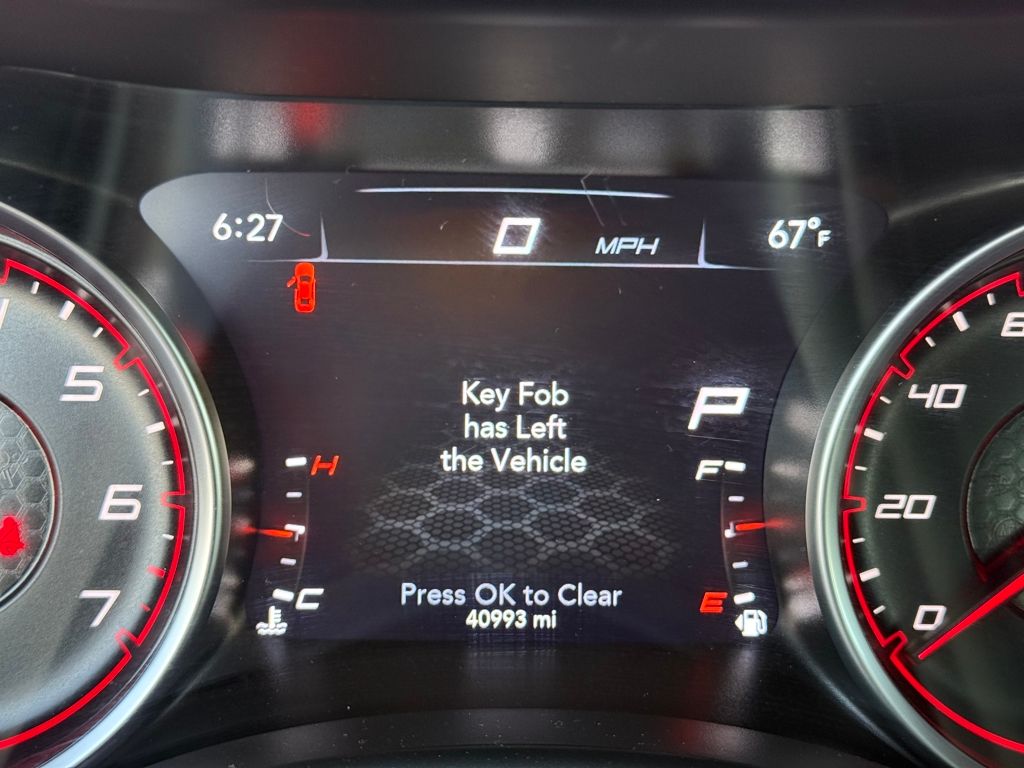 6:27
0 MPH
67°F
5
6
7
Key Fob
has Left
the Vehicle
P
H
C
F
E
Press OK to Clear
40993 mi
40
20
0